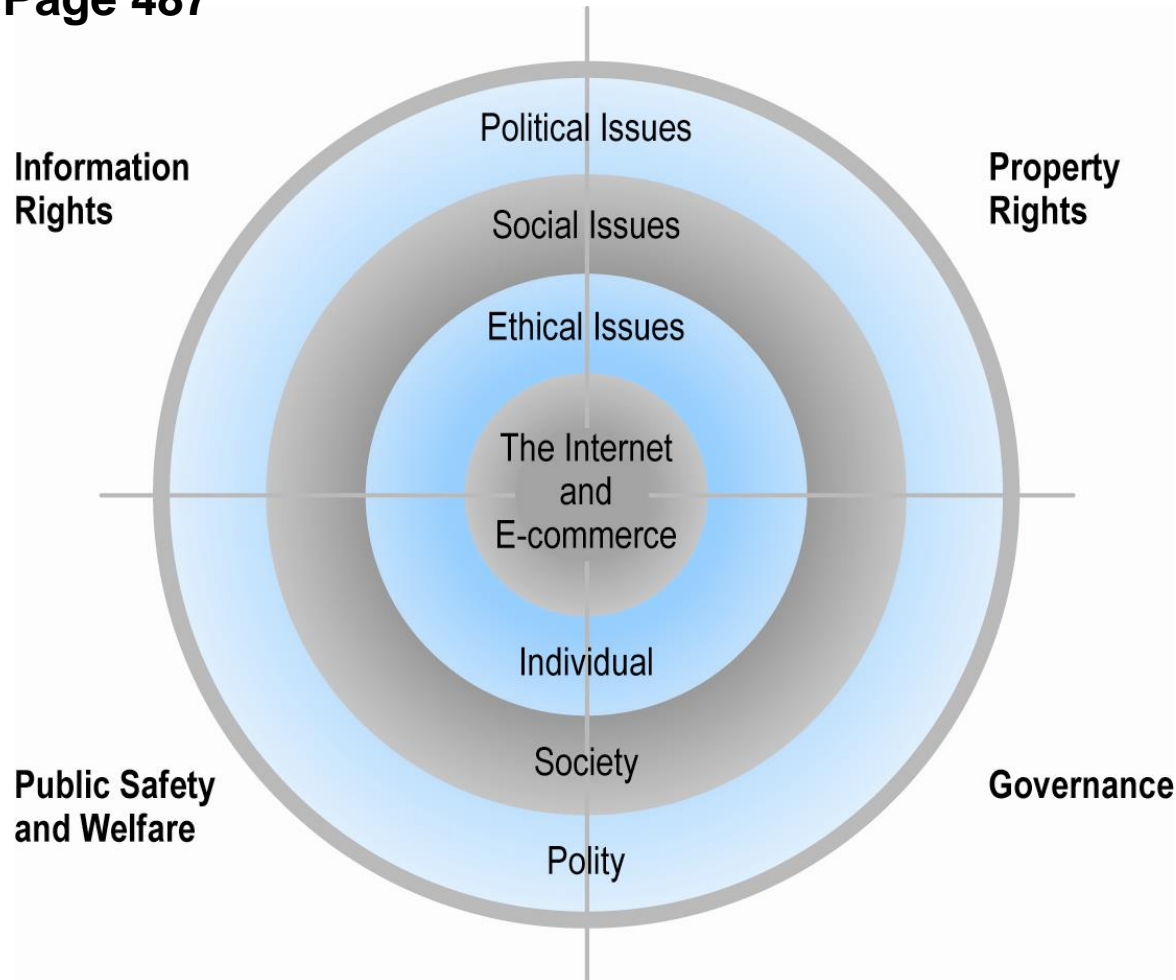 Page 487
Political Issues
Information
Rights
Property
Rights
Social Issues
Ethical Issues
The Internet
and
E-commerce
Individual
Society
Public Safety
and Welfare
Governance
Polity